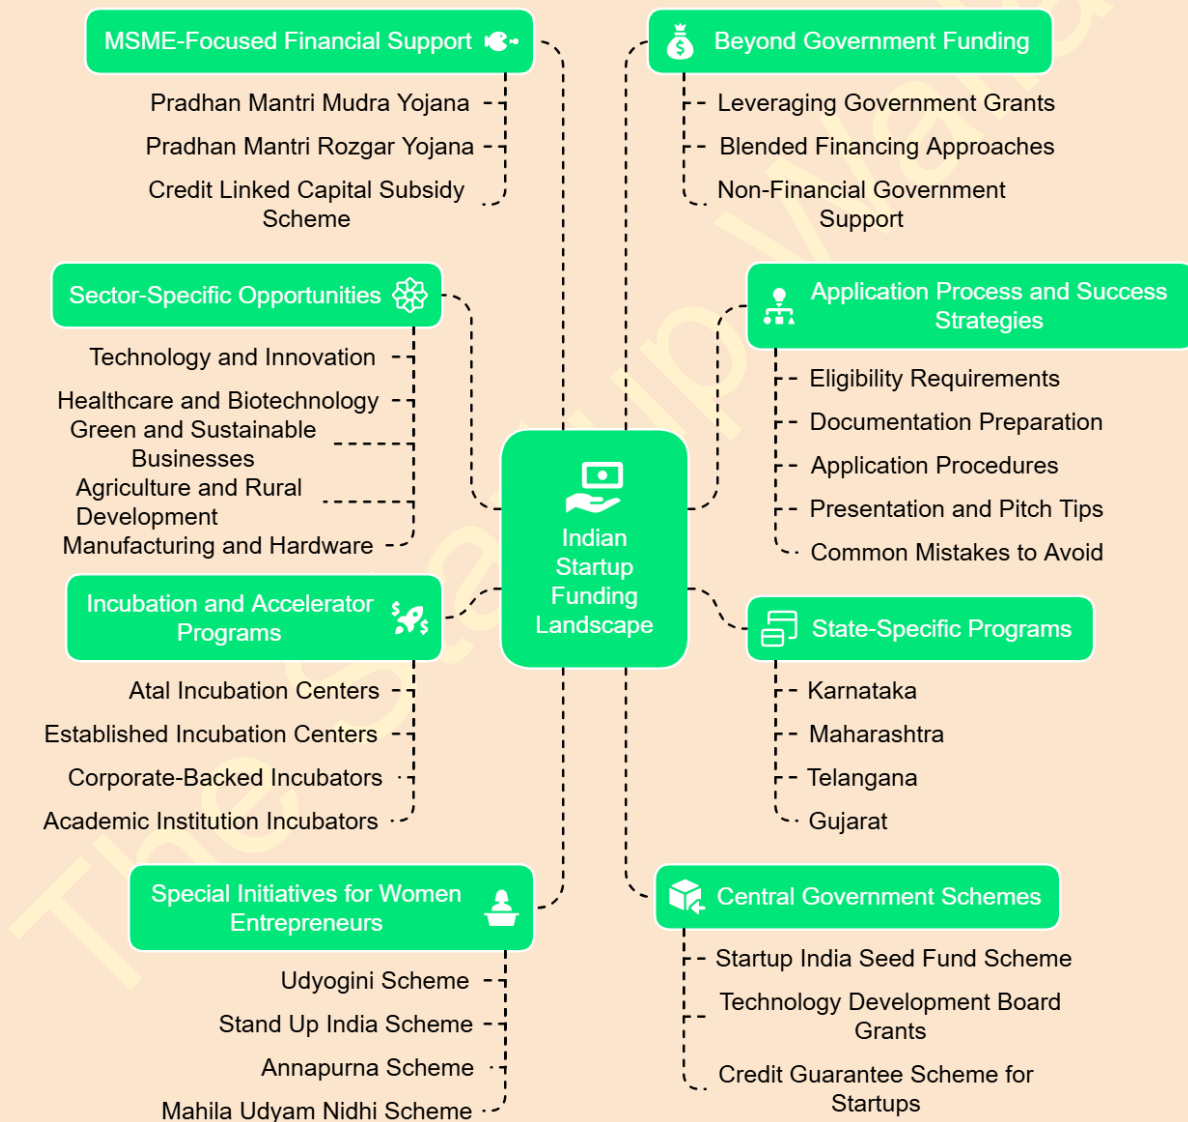 MSME-Focused Financial Support
Pradhan Mantri Mudra Yojana
Pradhan Mantri Rozgar Yojana
Credit Linked Capital Subsidy
Scheme
Sector-Specific Opportunities
Technology and Innovation
Healthcare and Biotechnology
Green and Sustainable
Businesses
Agriculture and Rural
Development
Manufacturing and Hardware
Incubation and Accelerator
Programs
Atal Incubation Centers
Established Incubation Centers
Corporate-Backed Incubators
Academic Institution Incubators
Special Initiatives for Women
Entrepreneurs
Udyogini Scheme
Stand Up India Scheme
Annapurna Scheme
Mahila Udyam Nidhi Scheme
Indian
Startup
Funding
Landscape
Beyond Government Funding
Leveraging Government Grants
Blended Financing Approaches
Non-Financial Government
Support
Application Process and Success
Strategies
Eligibility Requirements
Documentation Preparation
Application Procedures
Presentation and Pitch Tips
Common Mistakes to Avoid
State-Specific Programs
Karnataka
Maharashtra
Telangana
Gujarat
Central Government Schemes
Startup India Seed Fund Scheme
Technology Development Board
Grants
Credit Guarantee Scheme for
Startups